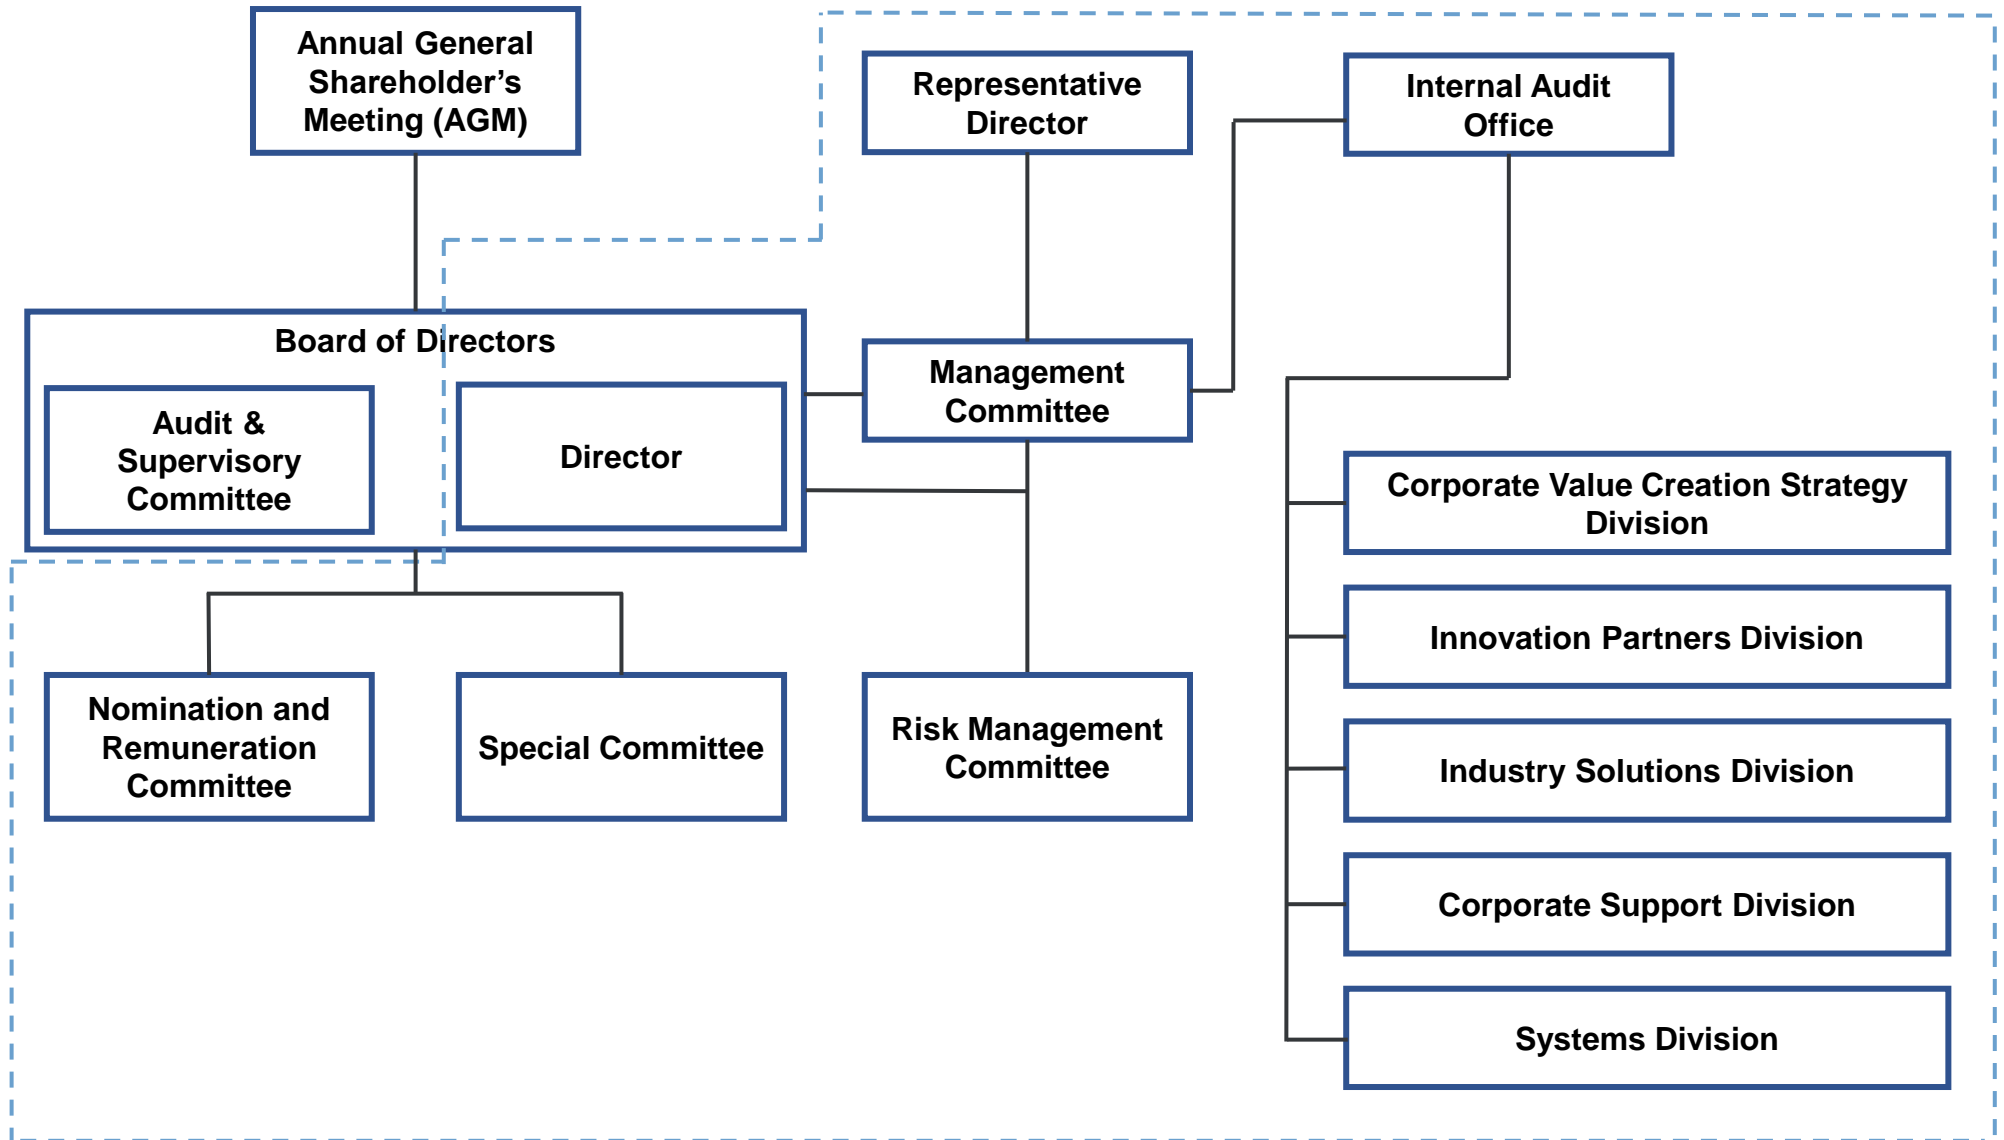 Annual General
Shareholder’s
Meeting (AGM)
Representative
Director
Internal Audit
Office
Board of Directors
Audit &
Supervisory
Committee
Director
Management
Committee
Corporate Value Creation Strategy
Division
Innovation Partners Division
Nomination and
Remuneration
Committee
Special Committee
Risk Management
Committee
Industry Solutions Division
Corporate Support Division
Systems Division